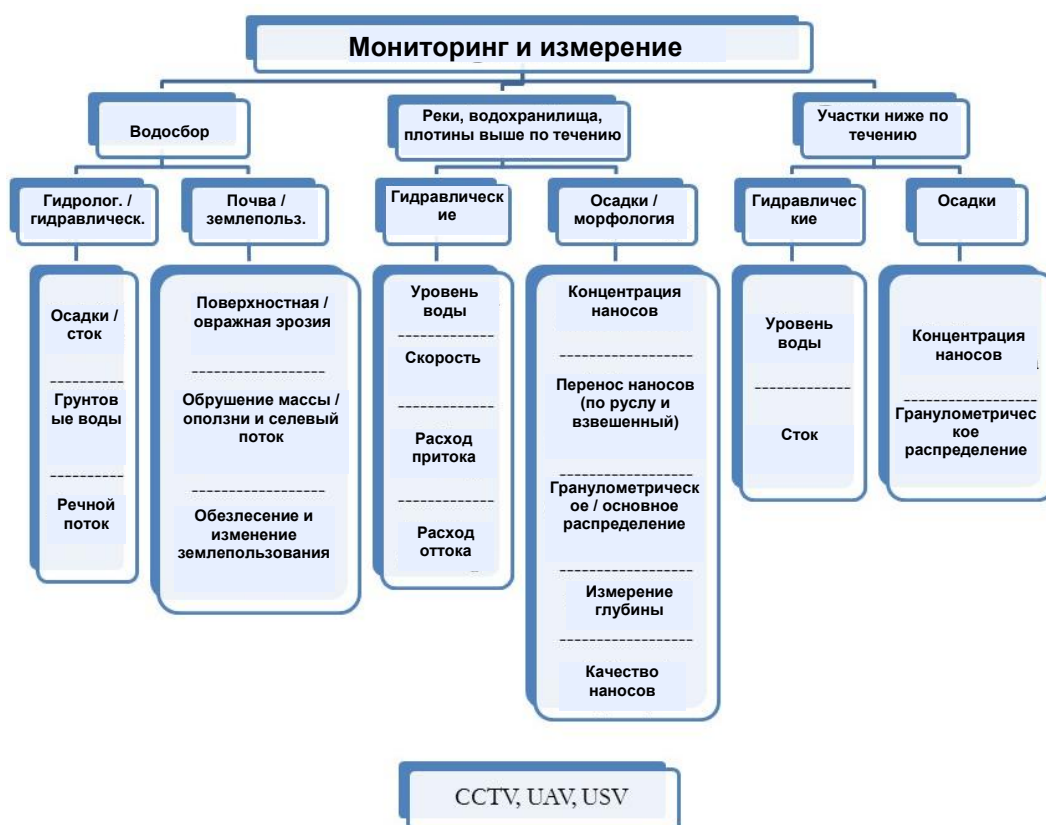 Мониторинг и измерение
Водосбор
Реки, водохранилища,
плотины выше по течению
Участки ниже по
течению
Гидролог. /
гидравлическ.
Почва /
землепольз.
Гидравлическ
ие
Осадки /
морфология
Гидравличес
кие
Осадки
Осадки /
сток
Грунтов
ые воды
Речной
поток
Поверхностная /
овражная эрозия
Обрушение массы /
оползни и селевый
поток
Обезлесение и
изменение
землепользования
Уровень
воды
Скорость
Расход
притока
Расход
оттока
Концентрация
наносов
Перенос наносов
(по руслу и
взвешенный)
Гранулометрическ
ое / основное
распределение
Измерение
глубины
Качество
наносов
Уровень
воды
Сток
Концентрация
наносов
Гранулометричес
кое
распределение
CCTV, UAV, USV